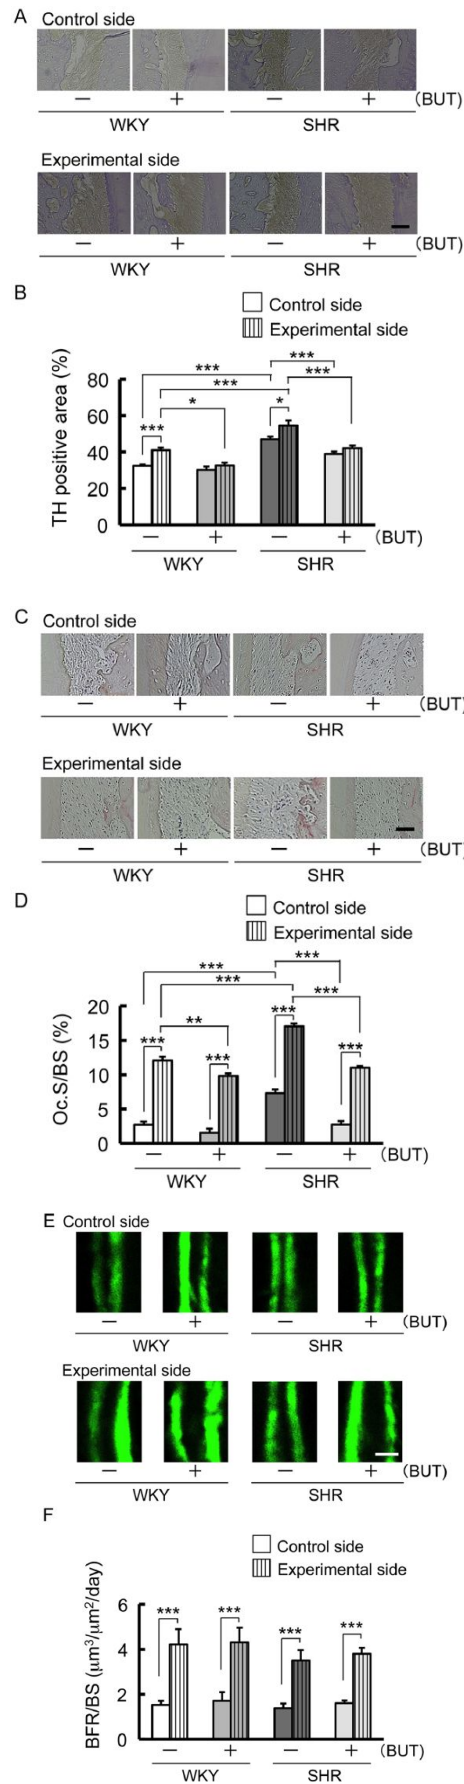 A
Control side
− + − + (BUT)
WKY SHR
Experimental side
− + − + (BUT)
WKY SHR
B
Control side
Experimental side
TH positive area (%)
80
60
40
20
0
*** *** *** *** * * ***
− + − + (BUT)
WKY SHR
C
Control side
− + − + (BUT)
WKY SHR
Experimental side
− + − + (BUT)
WKY SHR
D
Control side
Experimental side
Oc.S/BS (%)
20
15
10
5
0
*** *** *** *** *** ** *** *** ***
− + − + (BUT)
WKY SHR
E
Control side
− + − + (BUT)
WKY SHR
Experimental side
− + − + (BUT)
WKY SHR
F
Control side
Experimental side
BFR/BS (μm³/μm²/day)
6
4
2
0
*** *** *** ***
− + − + (BUT)
WKY SHR